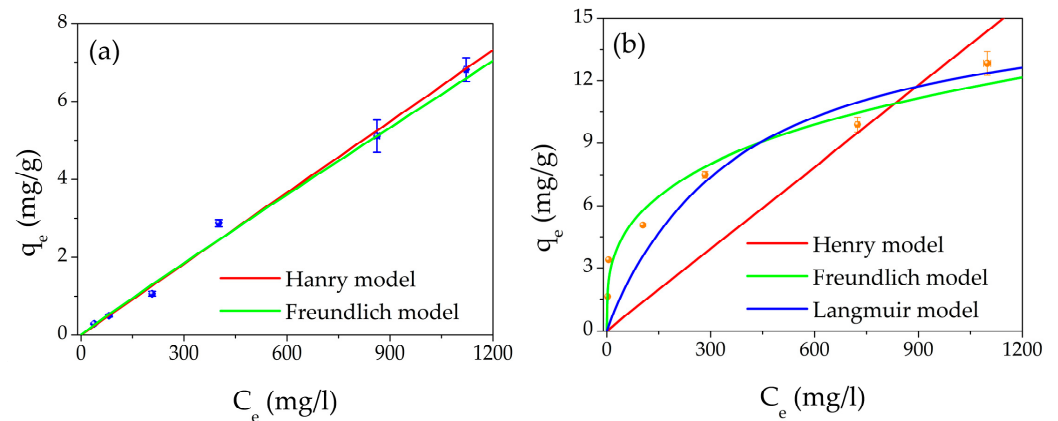 (a)
8
6
4
2
0
qe (mg/g)
Hanry model
Freundlich model
0 300 600 900 1200
Ce (mg/l)
(b)
15
12
9
6
3
0
qe (mg/g)
Henry model
Freundlich model
Langmuir model
0 300 600 900 1200
Ce (mg/l)